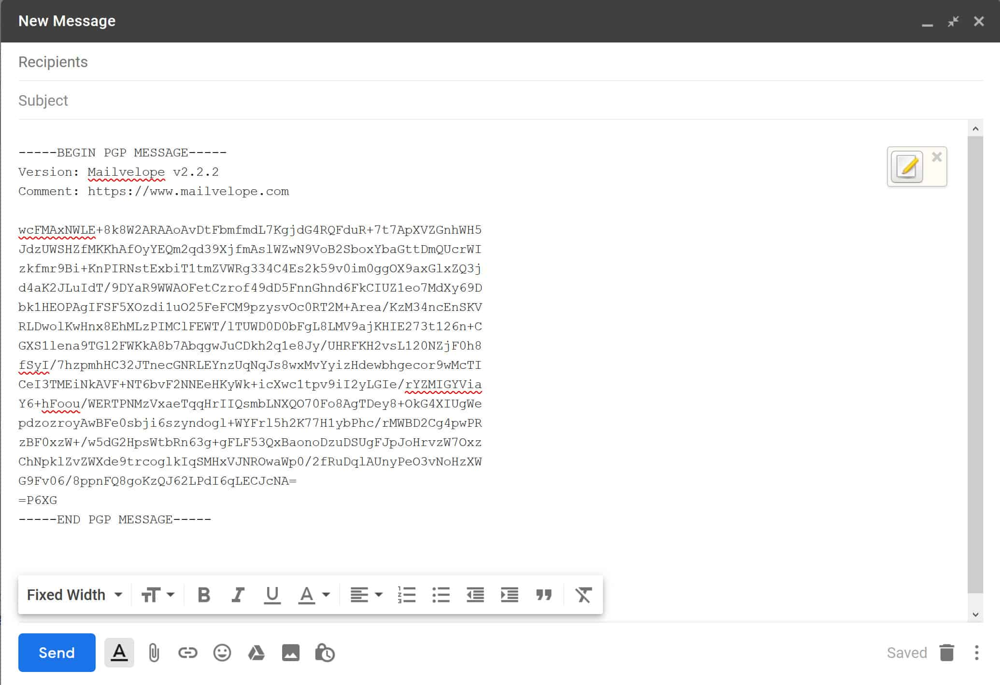 New Message
Recipients
Subject
-----BEGIN PGP MESSAGE-----
Version: Mailvelope v2.2.2
Comment: https://www.mailvelope.com
wcFMAxNWLE+8k8W2ARAAoAvDtFbmfmdL7KgjdG4RQFduR+7t7ApXVZGnhWH5
JdzUWSHZfMKKhAfOyYEQm2qd39XjfmAslWZwN9VoB2SboxYbaGttDmQUcrWI
zkfmr9Bi+KnPIRNstExbiT1tmZVWRg334C4Es2k59v0im0ggOX9axGlxZQ3j
d4aK2JLuIdT/9DYaR9WWAOFetCzrof49dD5FnnGhnd6FkCIUZ1eo7MdXy69D
bk1HEOPAgIFSF5XOzdi1uO25FeFCM9pzysvOc0RT2M+Area/KzM34ncEnSKV
RLDwolKwHnx8EhMLzPIMClFEWT/lTUWD0D0bFgL8LMV9ajKHIE273t126n+C
GXS1lena9TGl2FWKkA8b7AbqgwJuCDkh2q1e8Jy/UHRFKH2vsL120NZjF0h8
fSyI/7hzpmhHC32JTnecGNRLEYnzUqNqJs8wxMvYyizHdewbhgecor9wMcTI
CeI3TMEiNkAVF+NT6bvF2NNEeHKyWk+icXwc1tpv9iI2yLGIe/rYZMIGYVia
Y6+hFoou/WERTPNMzVxaeTqqHrIIQsmbLNXQO70Fo8AgTDey8+OkG4XIUgWe
pdzozroyAwBFe0sbji6szyndogl+WYFrl5h2K77H1ybPhc/rMWBD2Cg4pwPR
zBF0xzW+/w5dG2HpsWtbRn63g+gFLF53QxBaonoDzuDSUgFJpJoHrvzW7Oxz
ChNpklZvZWXde9trcoglkIqSMHxVJNROwaWp0/2fRuDqlAUnyPeO3vNoHzXW
G9Fv06/8ppnFQ8goKzQJ62LPdI6qLECJcNA=
=P6XG
-----END PGP MESSAGE-----
Fixed Width
Send
Saved